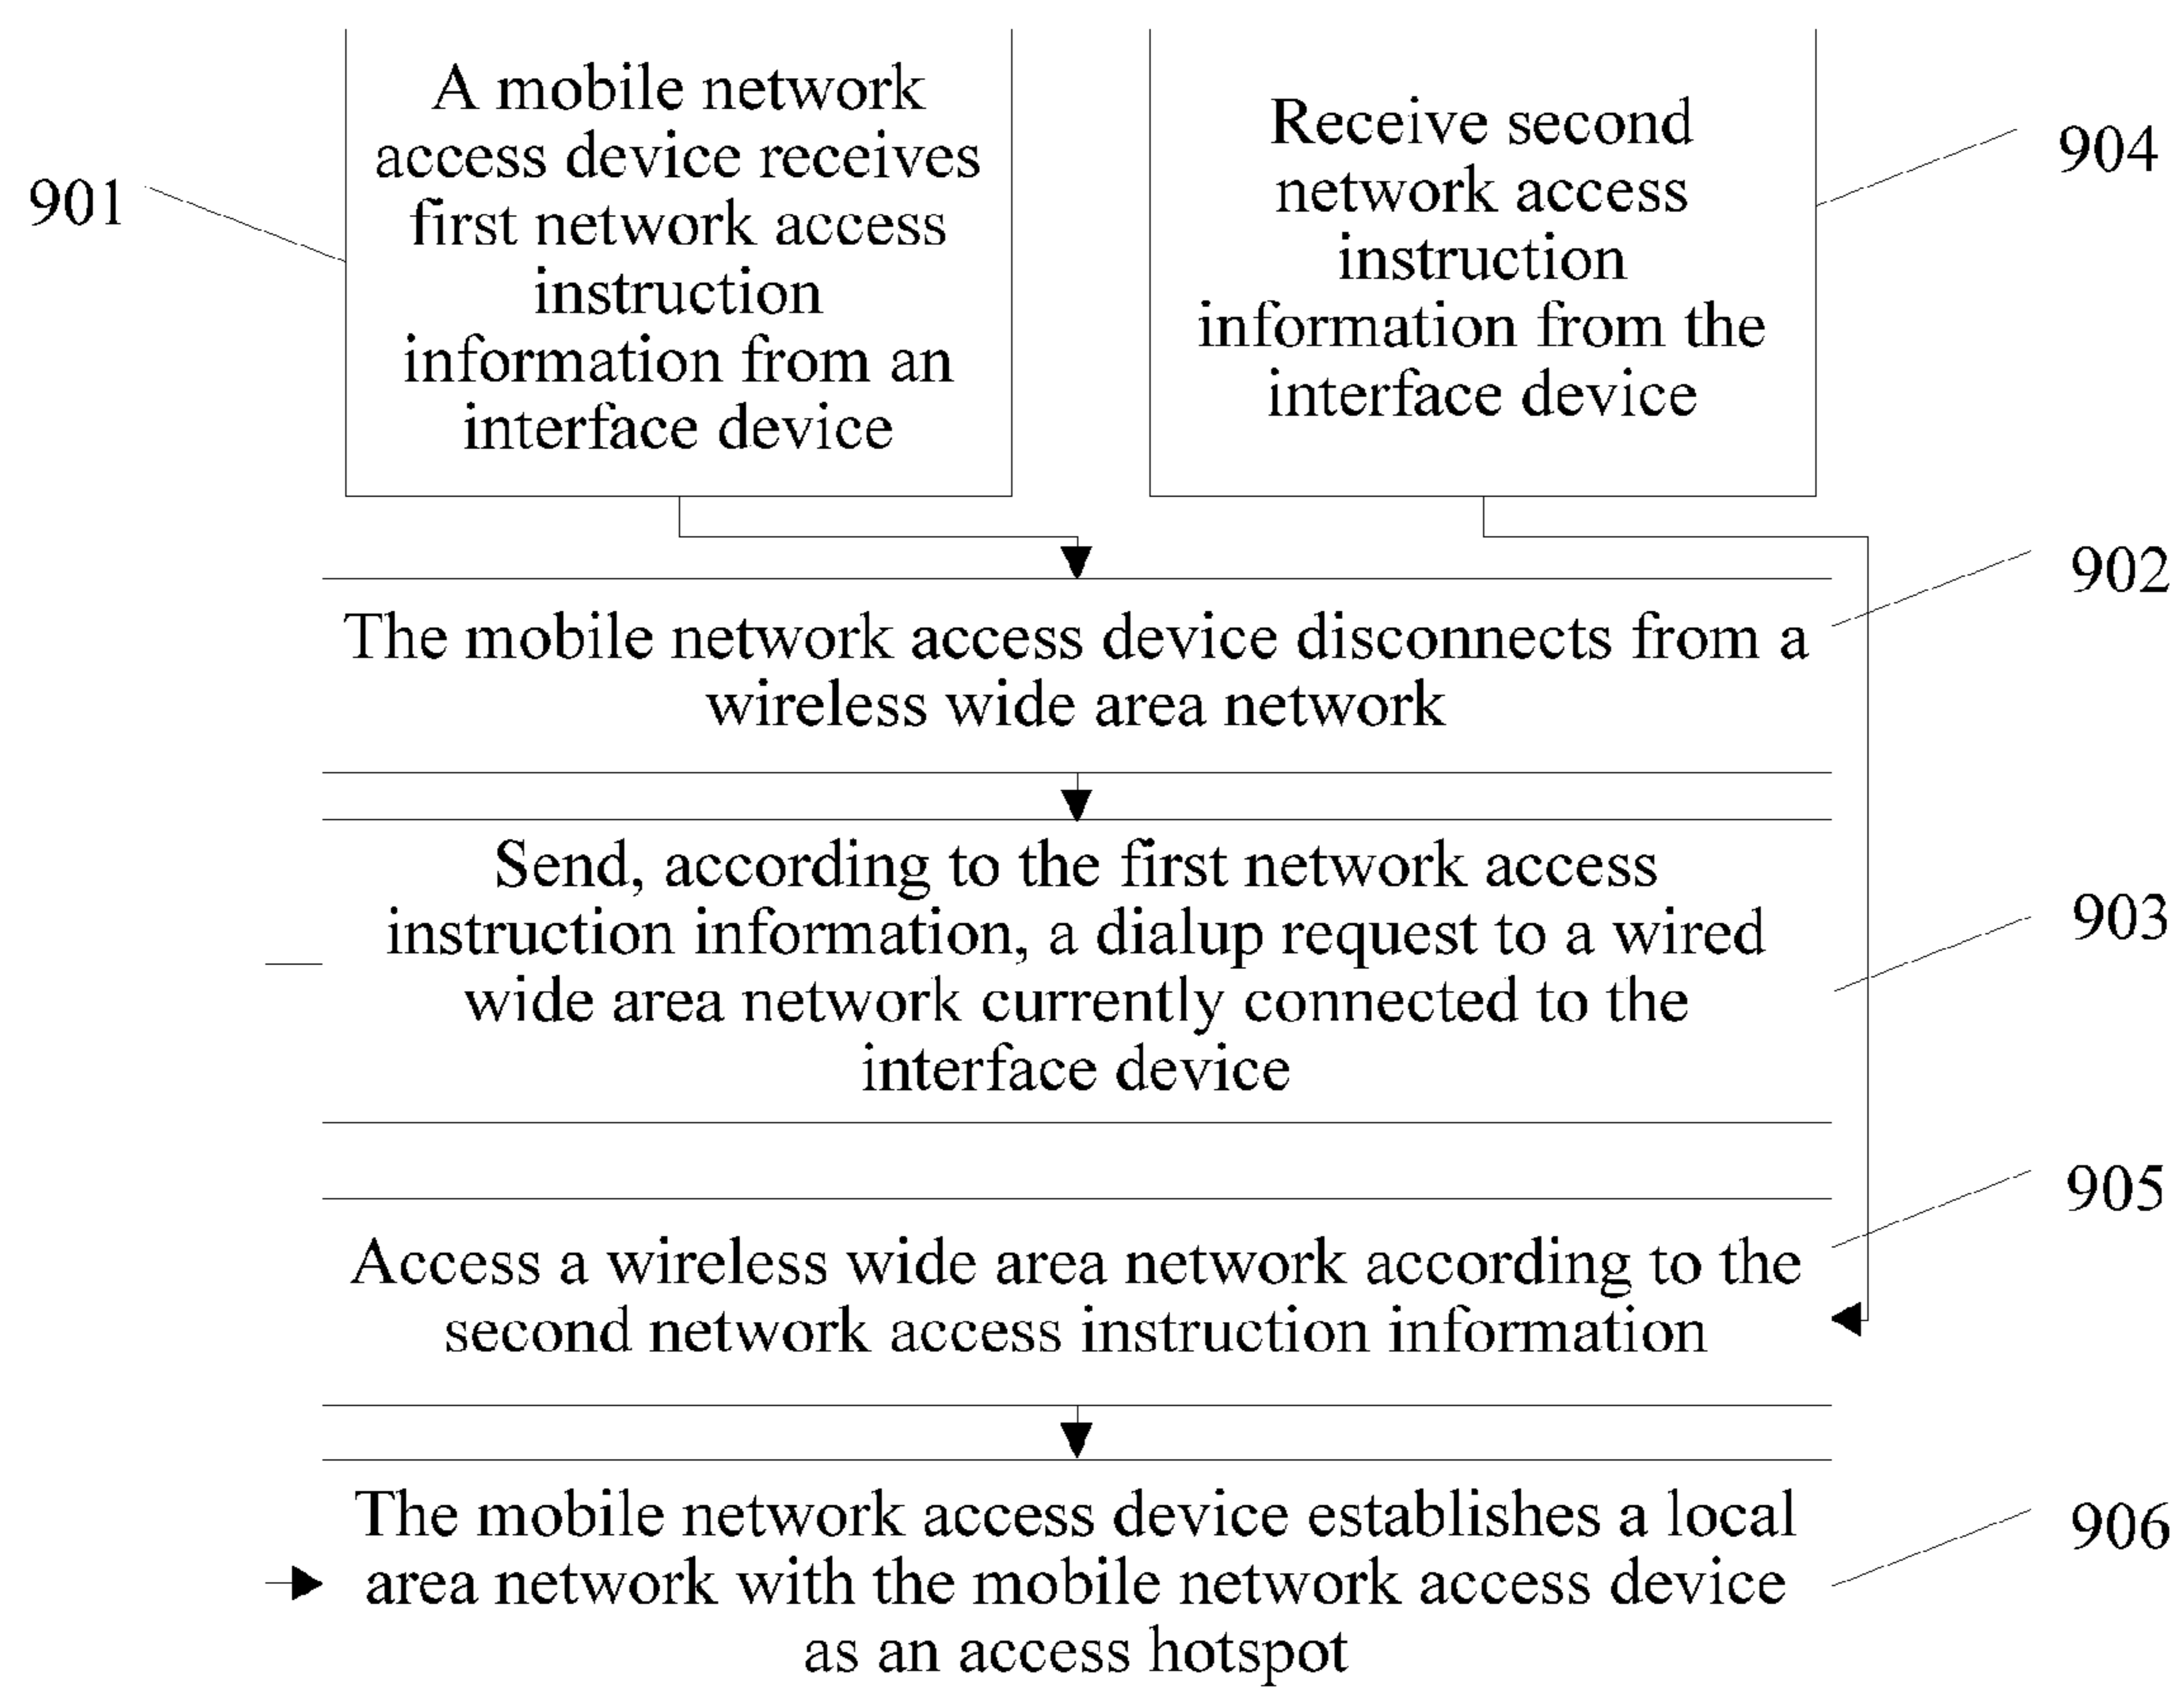 901
A mobile network
access device receives
first network access
instruction
information from an
interface device
Receive second
network access
instruction
information from the
interface device
904
The mobile network access device disconnects from a
wireless wide area network
902
Send, according to the first network access
instruction information, a dialup request to a wired
wide area network currently connected to the
interface device
903
Access a wireless wide area network according to the
second network access instruction information
905
The mobile network access device establishes a local
area network with the mobile network access device
as an access hotspot
906